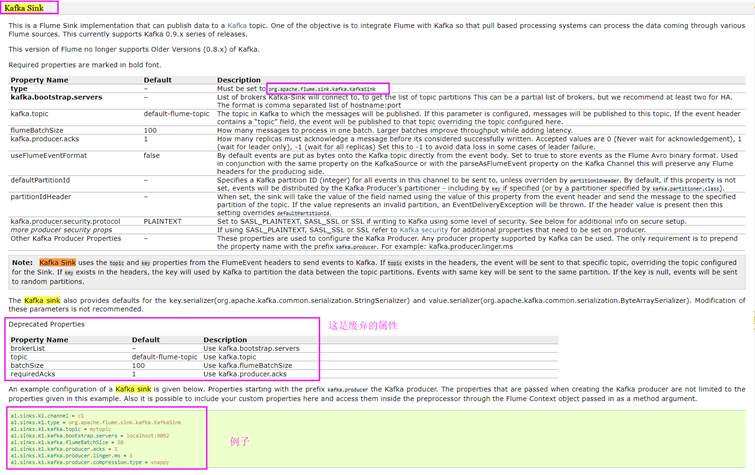 Kafka Sink
This is a Flume Sink implementation that can publish data to a Kafka topic. One of the objective is to integrate Flume with Kafka so that pull based processing systems can process the data coming through various
Flume sources. This currently supports Kafka 0.9.x series of releases.
This version of Flume no longer supports Older Versions (0.8.x) of Kafka.
Required properties are marked in bold font.
Property Name Default Description
type – Must be set to org.apache.flume.sink.kafka.KafkaSink
kafka.bootstrap.servers – List of brokers Kafka-Sink will connect to, to get the list of topic partitions This can be a partial list of brokers, but we recommend at least two for HA.
The format is comma separated list of hostname:port
kafka.topic default-flume-topic The topic in Kafka to which the messages will be published. If this parameter is configured, messages will be published to this topic. If the event header
contains a "topic" field, the event will be published to that topic overriding the topic configured here.
flumeBatchSize 100 How many messages to process in one batch. Larger batches improve throughput while adding latency.
kafka.producer.acks 1 How many replicas must acknowledge a message before its considered successfully written. Accepted values are 0 (Never wait for acknowledgement), 1
(wait for leader only), -1 (wait for all replicas) Set this to -1 to avoid data loss in some cases of leader failure.
useFlumeEventFormat false By default events are put as bytes onto the Kafka topic directly from the event body. Set to true to store events as the Flume Avro binary format. Used
in conjunction with the same property on the KafkaSource or with the parseAsFlumeEvent property on the Kafka Channel this will preserve any Flume
headers for the producing side.
defaultPartitionId – Specifies a Kafka partition ID (integer) for all events in this channel to be sent to, unless overriden by partitionIdHeader. By default, if this property is not
set, events will be distributed by the Kafka Producer's partitioner - including by key if specified (or by a partitioner specified by kafka.partitioner.class).
partitionIdHeader – When set, the sink will take the value of the field named using the value of this property from the event header and send the message to the specified
partition of the topic. If the value represents an invalid partition, an EventDeliveryException will be thrown. If the header value is present then this
setting overrides defaultPartitionId.
kafka.producer.security.protocol PLAINTEXT Set to SASL_PLAINTEXT, SASL_SSL or SSL if writing to Kafka using some level of security. See below for additional info on secure setup.
more producer security props If using SASL_PLAINTEXT, SASL_SSL or SSL refer to Kafka security for additional properties that need to be set on producer.
Other Kafka Producer Properties – These properties are used to configure the Kafka Producer. Any producer property supported by Kafka can be used. The only requirement is to prepend
the property name with the prefix kafka.producer. For example: kafka.producer.linger.ms
Note: Kafka Sink uses the topic and key properties from the FlumeEvent headers to send events to Kafka. If topic exists in the headers, the event will be sent to that specific topic, overriding the topic configured
for the Sink. If key exists in the headers, the key will used by Kafka to partition the data between the topic partitions. Events with same key will be sent to the same partition. If the key is null, events will be sent
to random partitions.
The Kafka sink also provides defaults for the key.serializer(org.apache.kafka.common.serialization.StringSerializer) and value.serializer(org.apache.kafka.common.serialization.ByteArraySerializer). Modification of
these parameters is not recommended.
Deprecated Properties
这是废弃的属性
Property Name Default Description
brokerList – Use kafka.bootstrap.servers
topic default-flume-topic Use kafka.topic
batchSize 100 Use kafka.flumeBatchSize
requiredAcks 1 Use kafka.producer.acks
An example configuration of a Kafka sink is given below. Properties starting with the prefix kafka.producer the Kafka producer. The properties that are passed when creating the Kafka producer are not limited to the
properties given in this example. Also it is possible to include your custom properties here and access them inside the preprocessor through the Flume Context object passed in as a method argument.
a1.sinks.k1.channel = c1
a1.sinks.k1.type = org.apache.flume.sink.kafka.KafkaSink
a1.sinks.k1.kafka.topic = mytopic
a1.sinks.k1.kafka.bootstrap.servers = localhost:9092
a1.sinks.k1.kafka.flumeBatchSize = 20
a1.sinks.k1.kafka.producer.acks = 1
a1.sinks.k1.kafka.producer.linger.ms = 1
a1.sinks.k1.kafka.producer.compression.type = snappy
例子